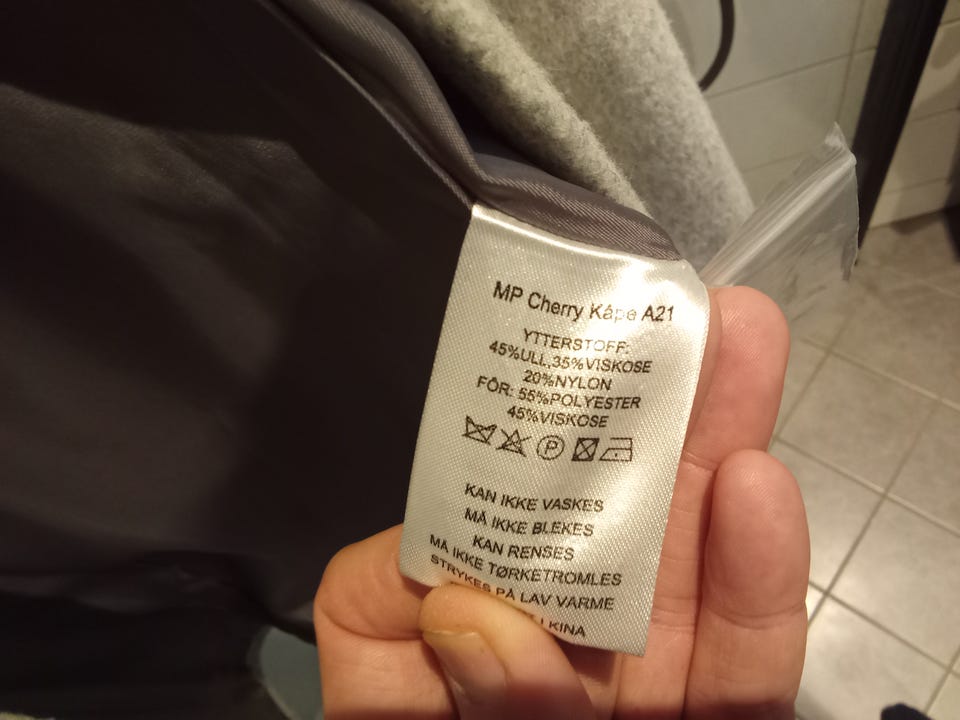 MP Cherry Kåpe A21
YTTERSTOFF:
45%ULL,35%VISKOSE
20%NYLON
FÔR: 55%POLYESTER
45%VISKOSE
P
KAN IKKE VASKES
MÅ IKKE BLEKES
KAN RENSES
MÅ IKKE TØRKETROMLES
STRYKES PÅ LAV VARME
I KINA